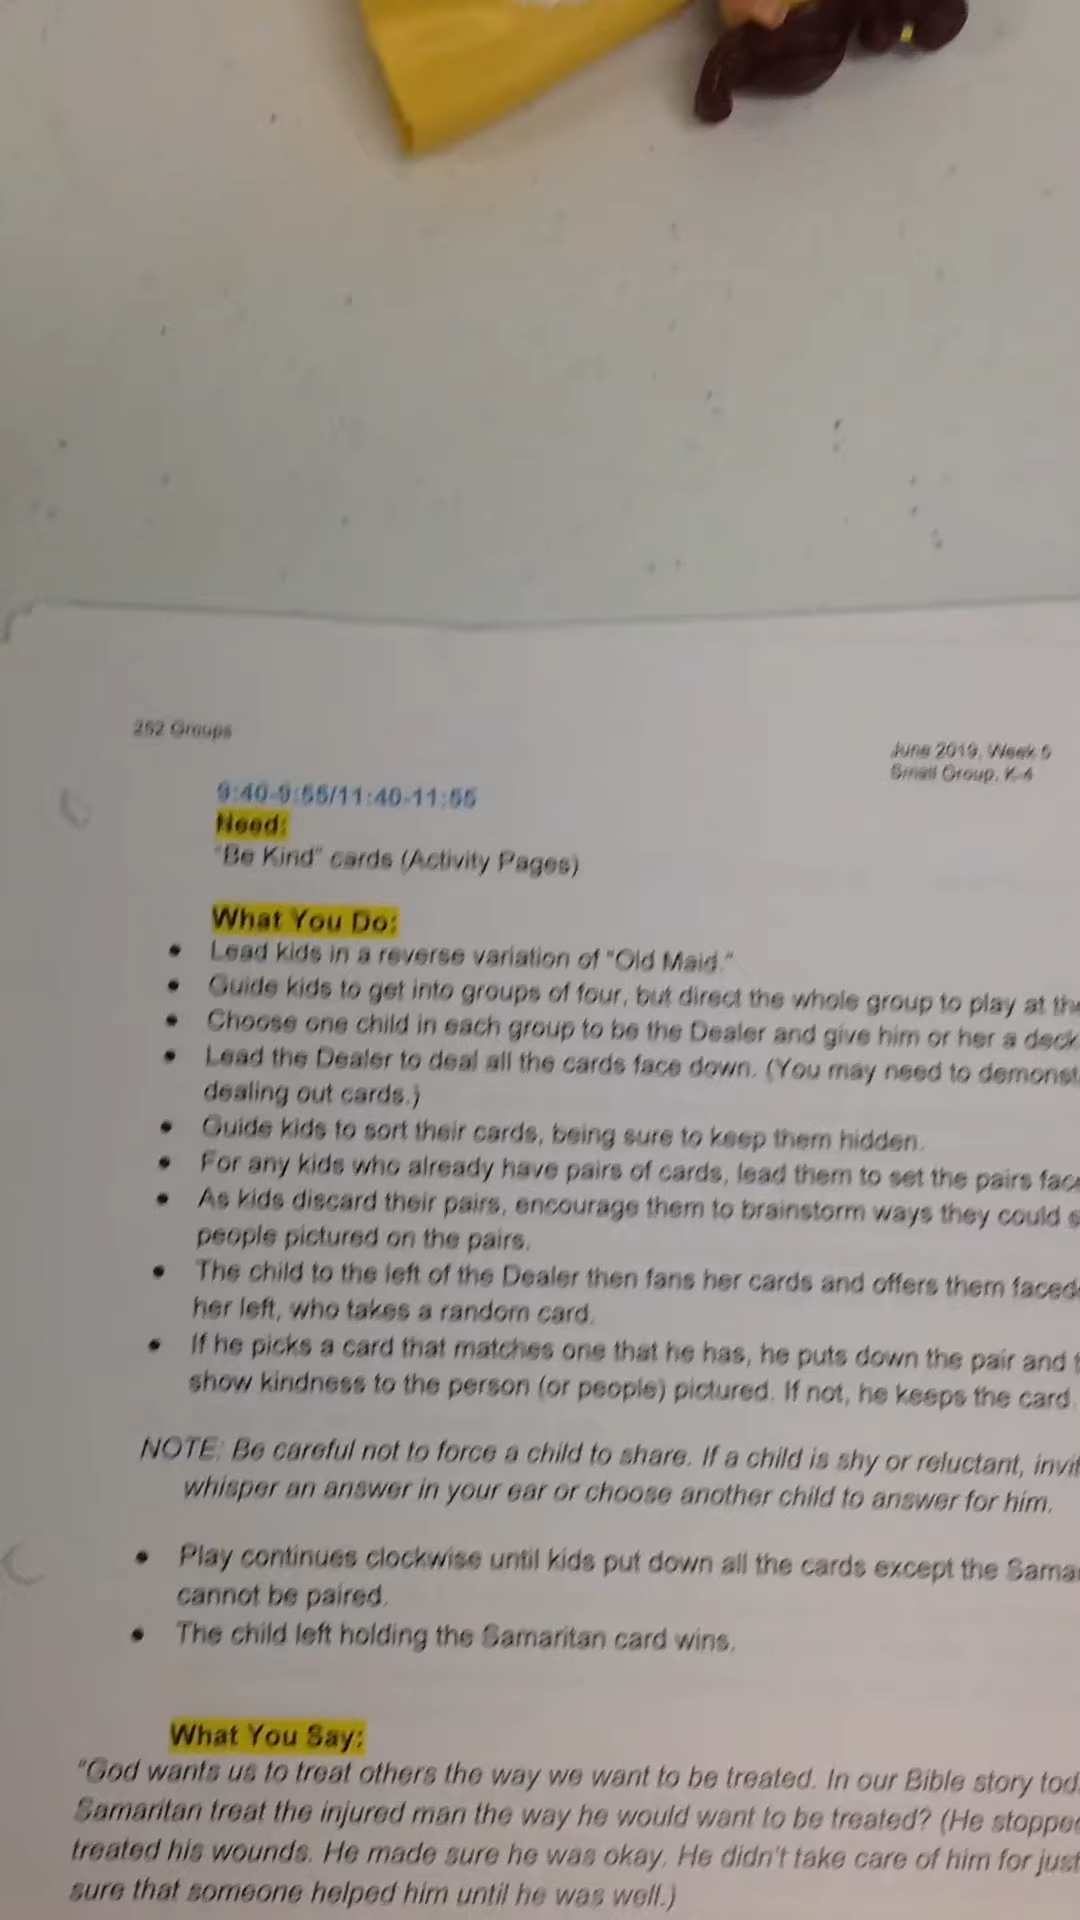 252 Groups
June 2019, Week 5
Small Group, K-4
9:40-9:55/11:40-11:55
Need:
"Be Kind" cards (Activity Pages)
What You Do:
• Lead kids in a reverse variation of "Old Maid."
• Guide kids to get into groups of four, but direct the whole group to play at the
• Choose one child in each group to be the Dealer and give him or her a deck
• Lead the Dealer to deal all the cards face down. (You may need to
dealing out cards.)
• Guide kids to sort their cards, being sure to keep them hidden.
• For any kids who already have pairs of cards, lead them to set the pairs
• As kids discard their pairs, encourage them to brainstorm ways they could
people pictured on the pairs.
• The child to the left of the Dealer then fans her cards and offers them
her left, who takes a random card.
• If he picks a card that matches one that he has, he puts down the pair and
show kindness to the person (or people) pictured. If not, he keeps the card.
NOTE: Be careful not to force a child to share. If a child is shy or reluctant,
whisper an answer in your ear or choose another child to answer for him.
• Play continues clockwise until kids put down all the cards except the
cannot be paired.
• The child left holding the Samaritan card wins.
What You Say:
"God wants us to treat others the way we want to be treated. In our Bible story
Samaritan treat the injured man the way he would want to be treated? (He
treated his wounds. He made sure he was okay. He didn't take care of him for just
sure that someone helped him until he was well.)